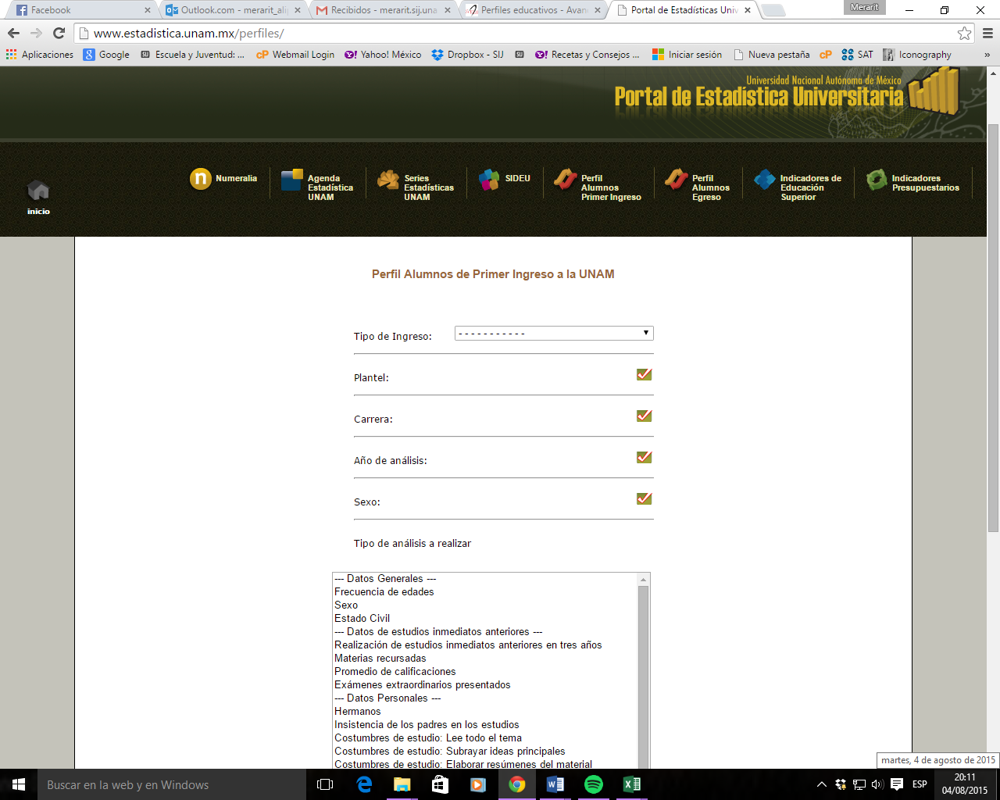 Facebook
Outlook.com - merarit_ali
Recibidos - merarit.sij.una
Perfiles educativos - Avan
Portal de Estadísticas Univ
Merarit
www.estadistica.unam.mx/perfiles/
Aplicaciones
Google
Escuela y Juventud: ...
Webmail Login
Yahoo! México
Dropbox - SIJ
Recetas y Consejos ...
Iniciar sesión
Nueva pestaña
SAT
Iconography
»
Universidad Nacional Autónoma de México
Portal de Estadística Universitaria
inicio
Numeralia
Agenda
Estadística
UNAM
Series
Estadísticas
UNAM
SIDEU
Perfil
Alumnos
Primer Ingreso
Perfil
Alumnos
Egreso
Indicadores de
Educación
Superior
Indicadores
Presupuestarios
Perfil Alumnos de Primer Ingreso a la UNAM
Tipo de Ingreso:
- - - - - - - - - - -
Plantel:
Carrera:
Año de análisis:
Sexo:
Tipo de análisis a realizar
--- Datos Generales ---
Frecuencia de edades
Sexo
Estado Civil
--- Datos de estudios inmediatos anteriores ---
Realización de estudios inmediatos anteriores en tres años
Materias recursadas
Promedio de calificaciones
Exámenes extraordinarios presentados
--- Datos Personales ---
Hermanos
Insistencia de los padres en los estudios
Costumbres de estudio: Lee todo el tema
Costumbres de estudio: Subrayar ideas principales
Costumbres de estudio: Elaborar resúmenes del material
martes, 4 de agosto de 2015
Buscar en la web y en Windows
ESP
20:11
04/08/2015